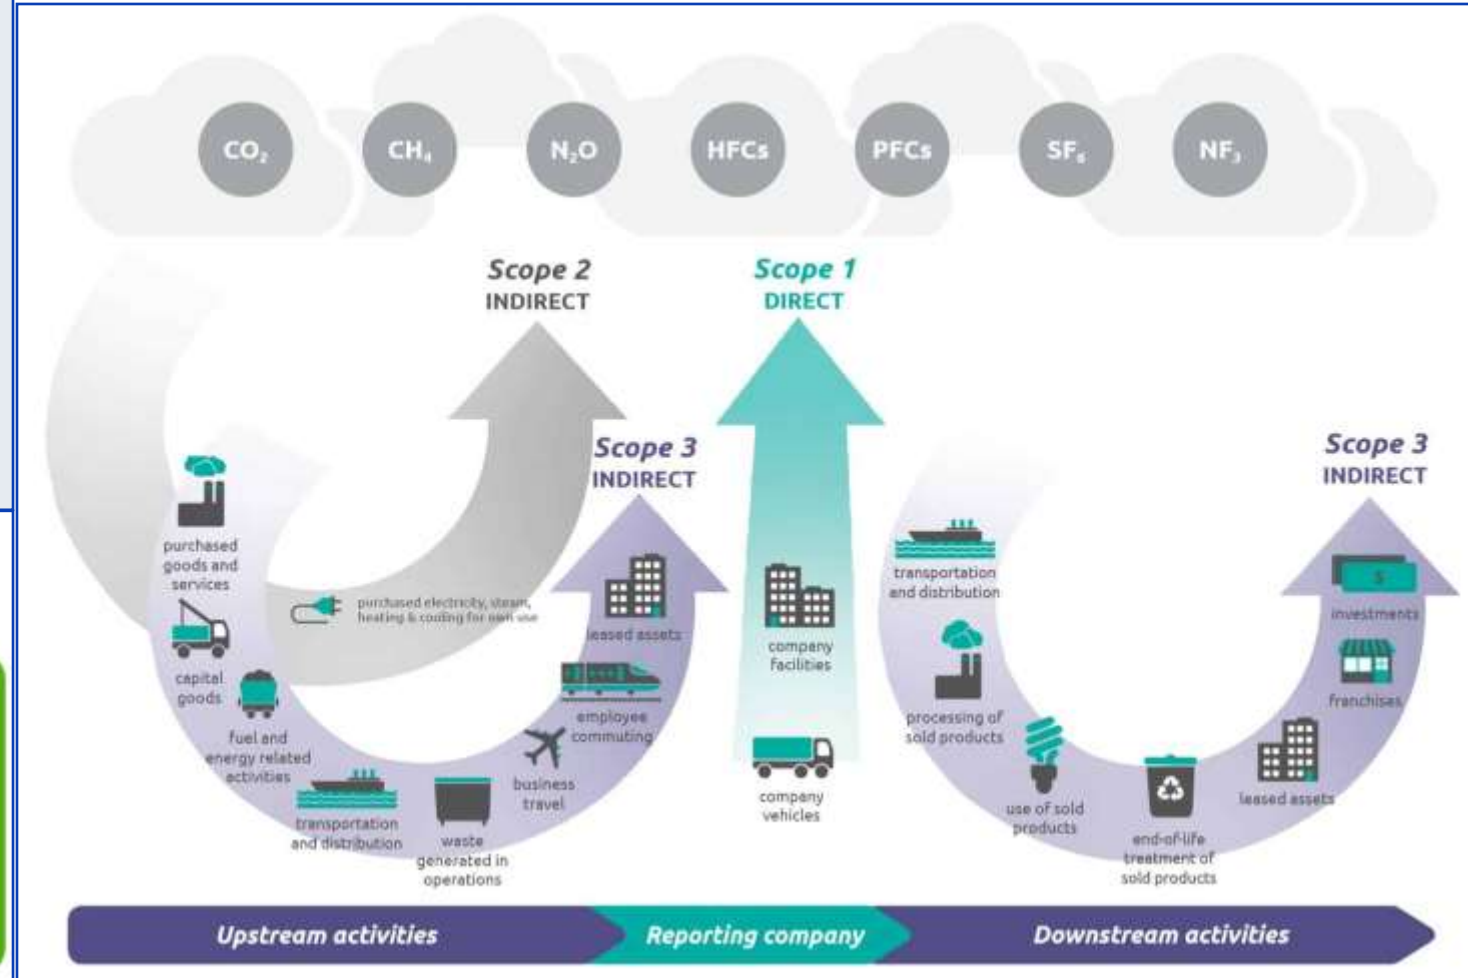 CO₂
CH₄
N₂O
HFCs
PFCs
SF₆
NF₃
Scope 2
INDIRECT
Scope 1
DIRECT
Scope 3
INDIRECT
Scope 3
INDIRECT
purchased
goods and
services
capital
goods
fuel and
energy related
activities
transportation
and distribution
waste
generated in
operations
business
travel
employee
commuting
leased assets
purchased electricity, steam,
heating & cooling for own use
company
facilities
company
vehicles
transportation
and distribution
processing of
sold products
use of sold
products
end-of-life
treatment of
sold products
leased assets
franchises
investments
$
Upstream activities
Reporting company
Downstream activities